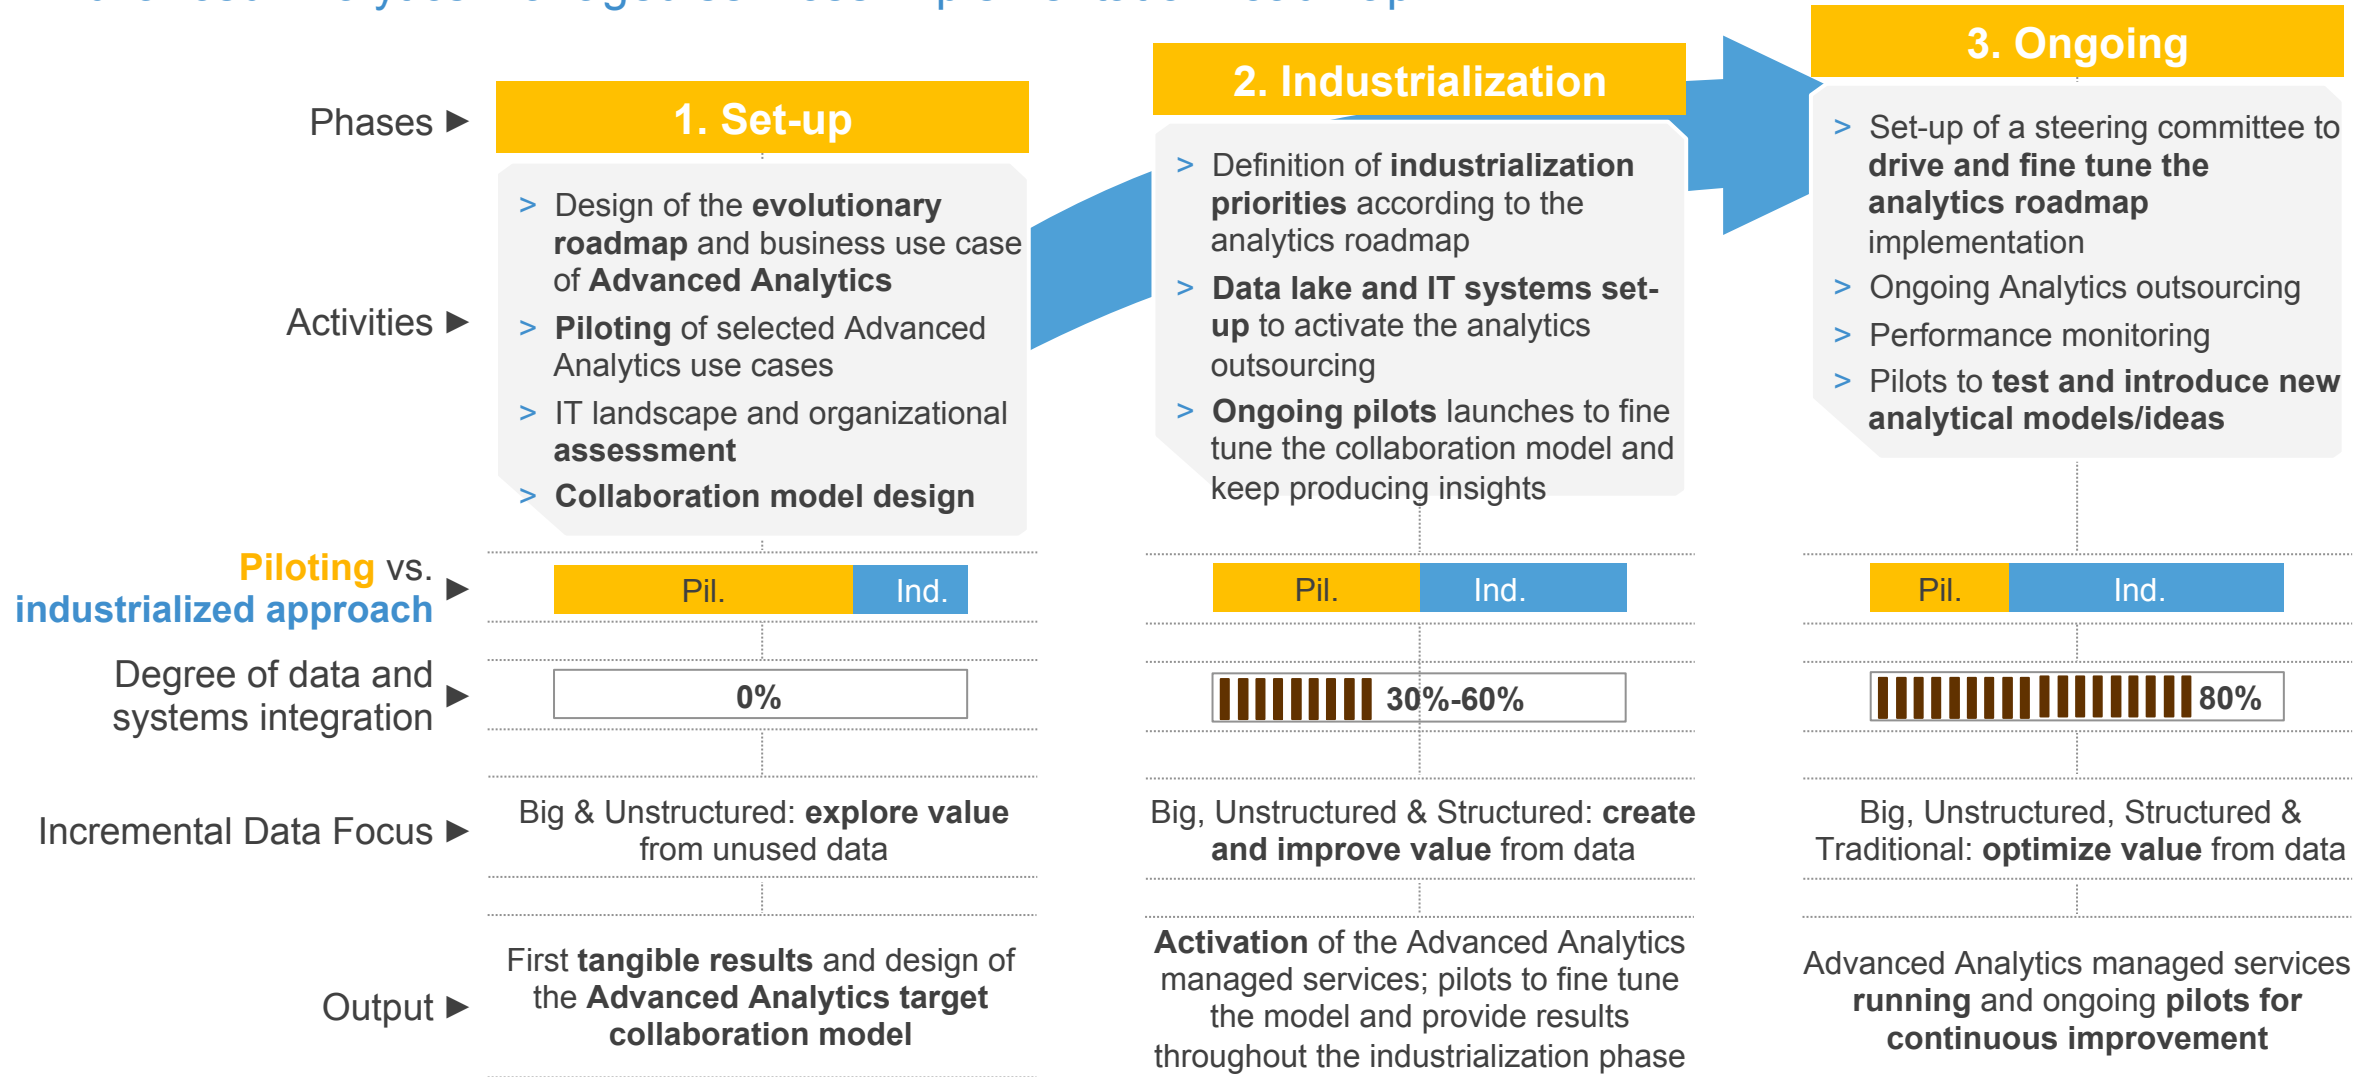 Phases ►
1. Set-up
> Design of the evolutionary
roadmap and business use case
of Advanced Analytics
> Piloting of selected Advanced
Analytics use cases
> IT landscape and organizational
assessment
> Collaboration model design
2. Industrialization
> Definition of industrialization
priorities according to the
analytics roadmap
> Data lake and IT systems set-
up to activate the analytics
outsourcing
> Ongoing pilots launches to fine
tune the collaboration model and
keep producing insights
3. Ongoing
> Set-up of a steering committee to
drive and fine tune the
analytics roadmap
implementation
> Ongoing Analytics outsourcing
> Performance monitoring
> Pilots to test and introduce new
analytical models/ideas
Activities ►
Piloting vs.
industrialized approach ►
Pil. Ind.
Pil. Ind.
Pil. Ind.
Degree of data and
systems integration ►
0%
30%-60%
80%
Incremental Data Focus ►
Big & Unstructured: explore value
from unused data
Big, Unstructured & Structured: create
and improve value from data
Big, Unstructured, Structured &
Traditional: optimize value from data
Output ►
First tangible results and design of
the Advanced Analytics target
collaboration model
Activation of the Advanced Analytics
managed services; pilots to fine tune
the model and provide results
throughout the industrialization phase
Advanced Analytics managed services
running and ongoing pilots for
continuous improvement